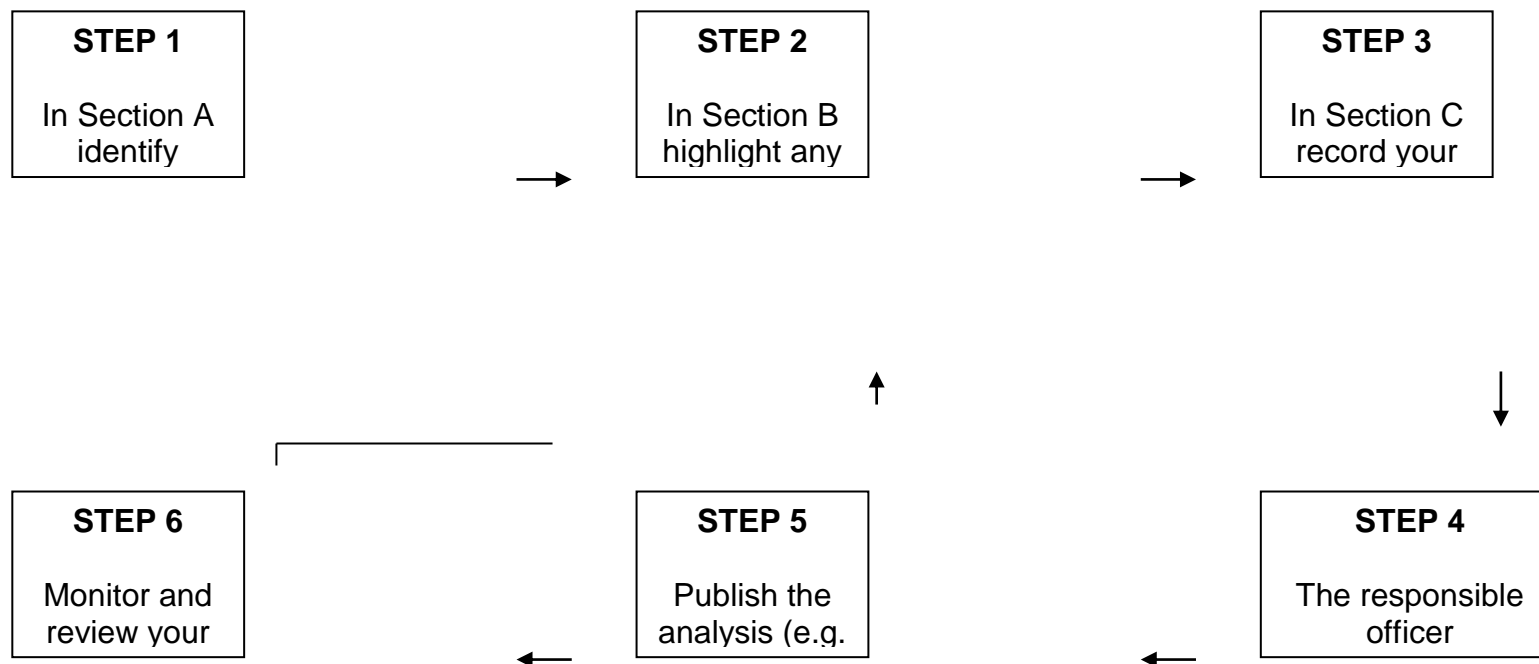 STEP 1
In Section A
identify
STEP 2
In Section B
highlight any
STEP 3
In Section C
record your
STEP 6
Monitor and
review your
STEP 5
Publish the
analysis (e.g.
STEP 4
The responsible
officer